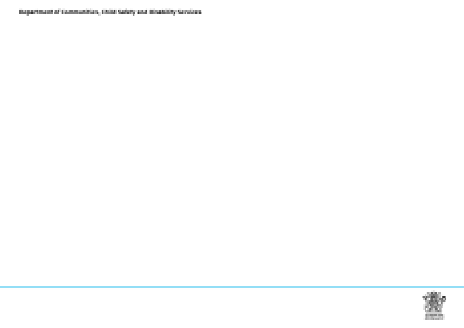 Department of Communities, Child Safety and Disability Services